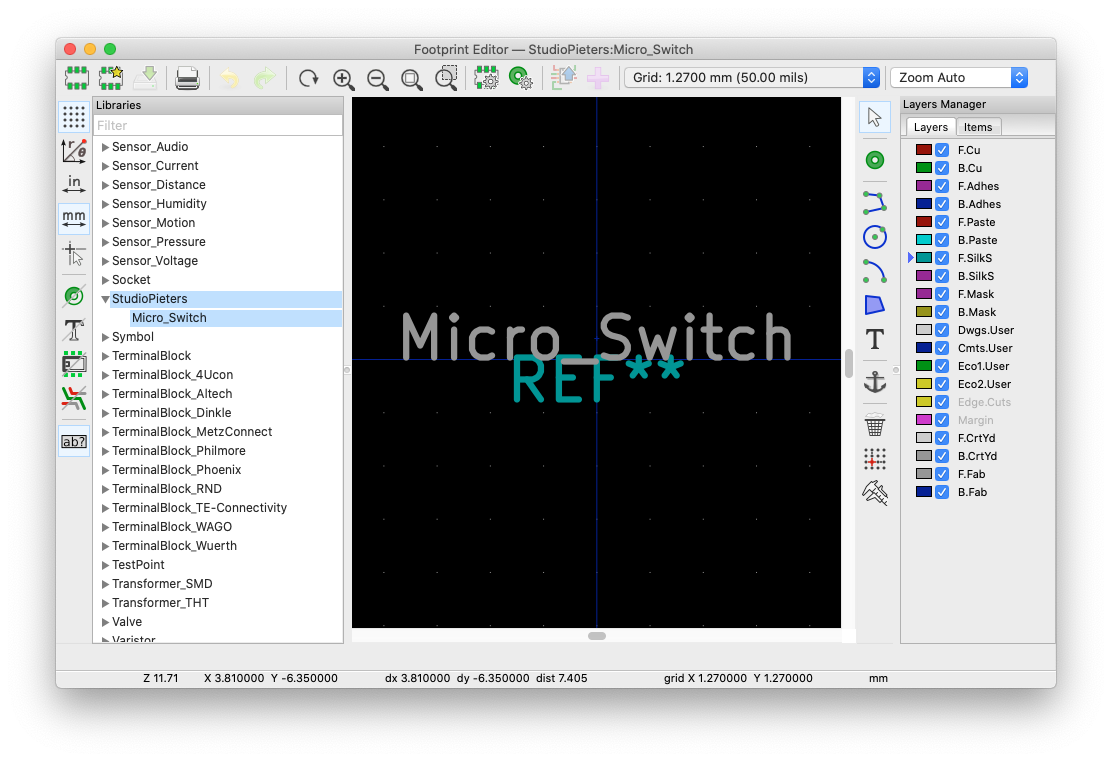 Footprint Editor — StudioPieters:Micro_Switch
Grid: 1.2700 mm (50.00 mils)
Zoom Auto
Libraries
Filter
Sensor_Audio
Sensor_Current
Sensor_Distance
Sensor_Humidity
Sensor_Motion
Sensor_Pressure
Sensor_Voltage
Socket
StudioPieters
Micro_Switch
Symbol
TerminalBlock
TerminalBlock_4Ucon
TerminalBlock_Altech
TerminalBlock_Dinkle
TerminalBlock_MetzConnect
TerminalBlock_Philmore
TerminalBlock_Phoenix
TerminalBlock_RND
TerminalBlock_TE-Connectivity
TerminalBlock_WAGO
TerminalBlock_Wuerth
TestPoint
Transformer_SMD
Transformer_THT
Valve
Varistor
in
mm
ab?
Micro_Switch
REF**
T
Layers Manager
Layers Items
F.Cu
B.Cu
F.Adhes
B.Adhes
F.Paste
B.Paste
F.SilkS
B.SilkS
F.Mask
B.Mask
Dwgs.User
Cmts.User
Eco1.User
Eco2.User
Edge.Cuts
Margin
F.CrtYd
B.CrtYd
F.Fab
B.Fab
Z 11.71 X 3.810000 Y -6.350000 dx 3.810000 dy -6.350000 dist 7.405 grid X 1.270000 Y 1.270000 mm